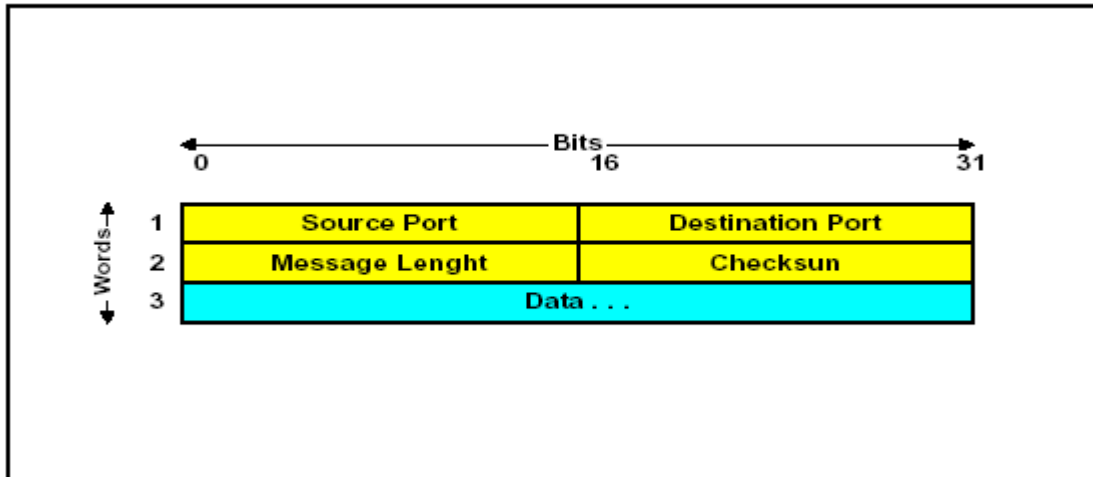 Bits
0 16 31
Words
1 Source Port Destination Port
2 Message Lenght Checksun
3 Data . . .